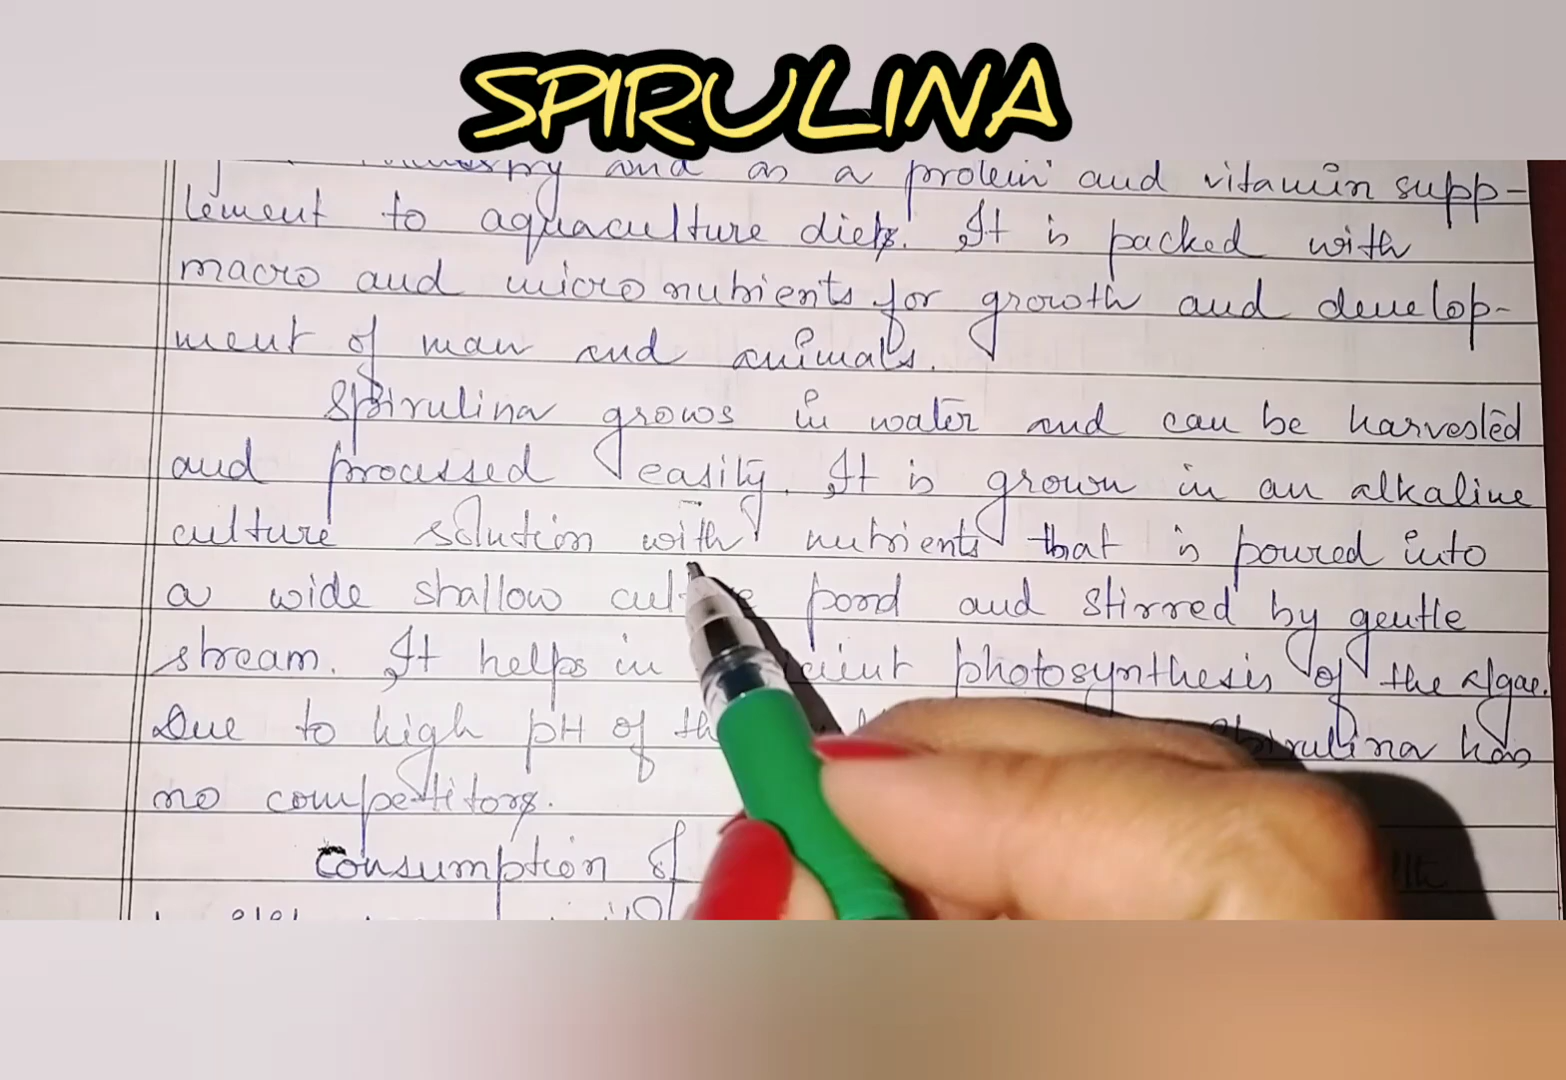 SPIRULINA
and as a protein and vitamin supp-
lement to aquaculture diets. It is packed with
macro and micro nutrients for growth and develop-
ment of man and animals.
Spirulina grows in water and can be harvested
and processed easily. It is grown in an alkaline
culture solution with nutrients that is poured into
a wide shallow pond and stirred by gentle
stream. It helps in photosynthesis of the algae.
Due to high pH of Spirulina has
no competitors.
Consumption of